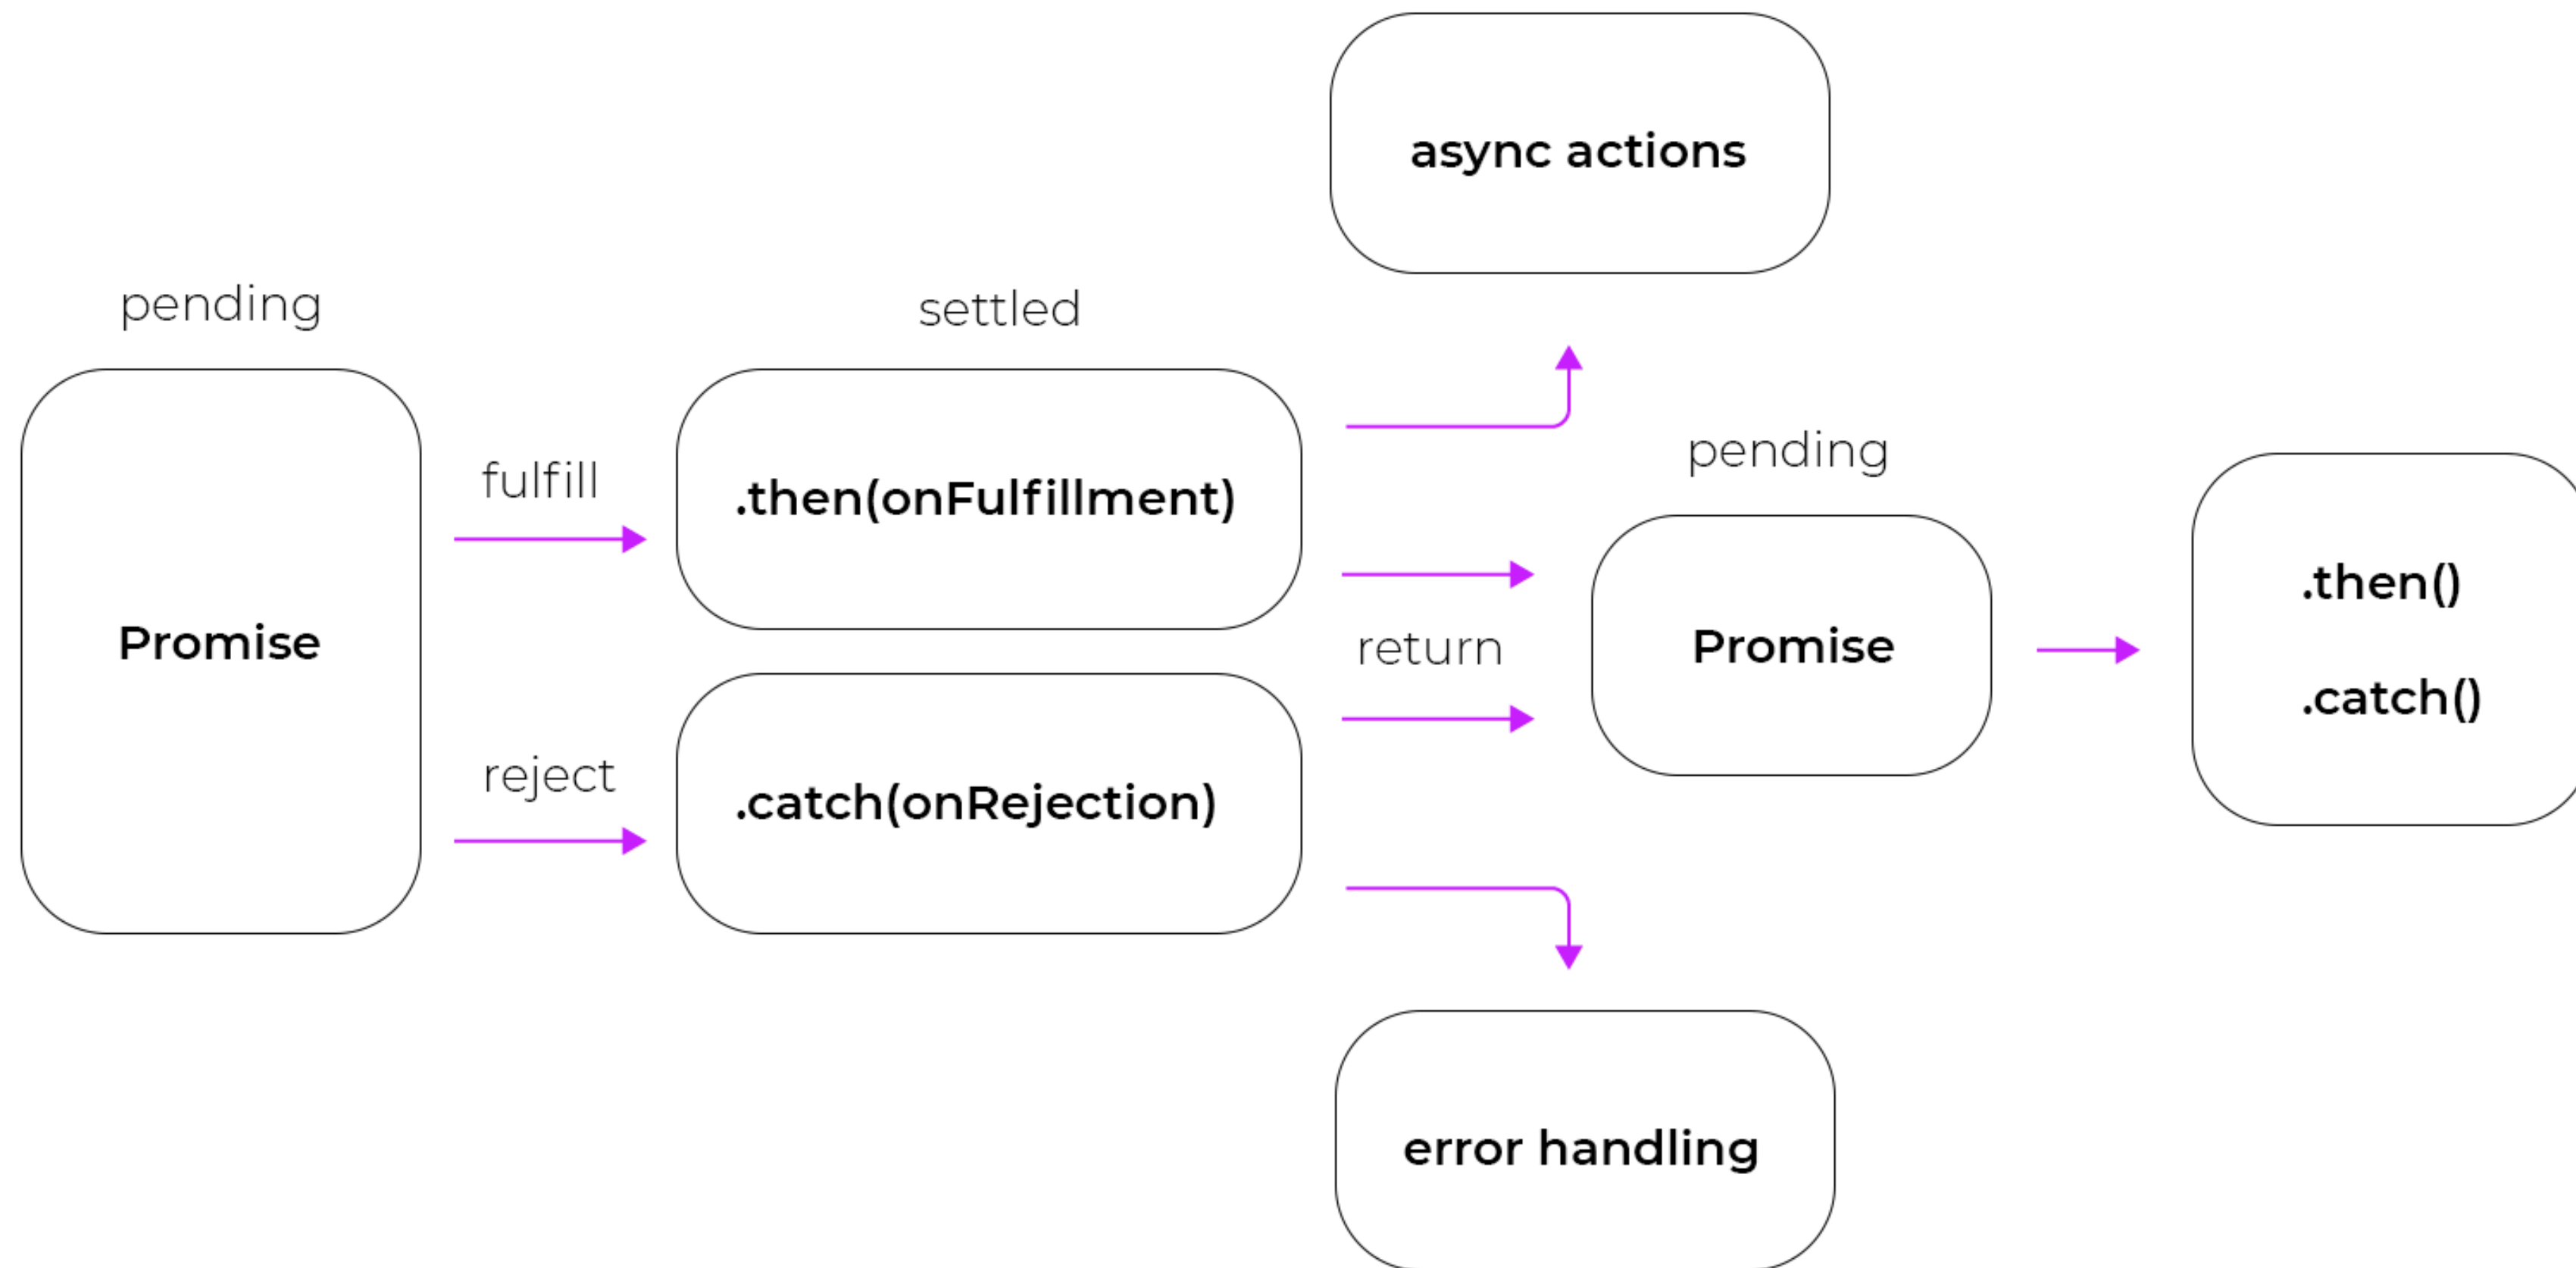 async actions
pending
settled
fulfill
.then(onFulfillment)
pending
Promise
return
Promise
.then()
.catch()
reject
.catch(onRejection)
error handling